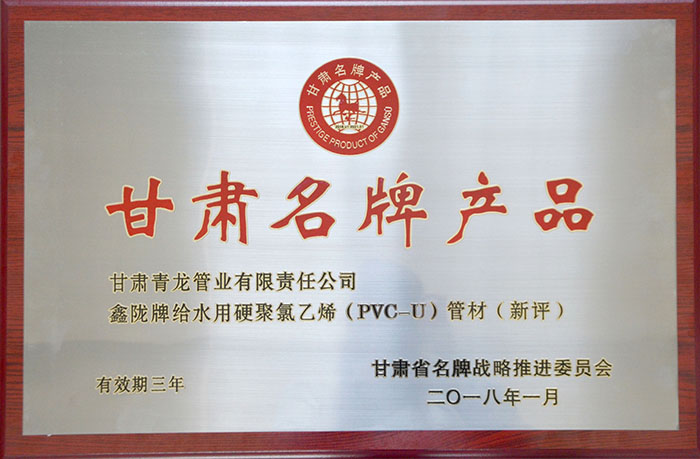 甘肃名牌产品
PRESTIGE PRODUCT OF GANSU
甘肃名牌产品
甘肃青龙管业有限责任公司
鑫陇牌给水用硬聚氯乙烯（PVC-U）管材（新评）
甘肃省名牌战略推进委员会
有效期三年
二〇一八年一月